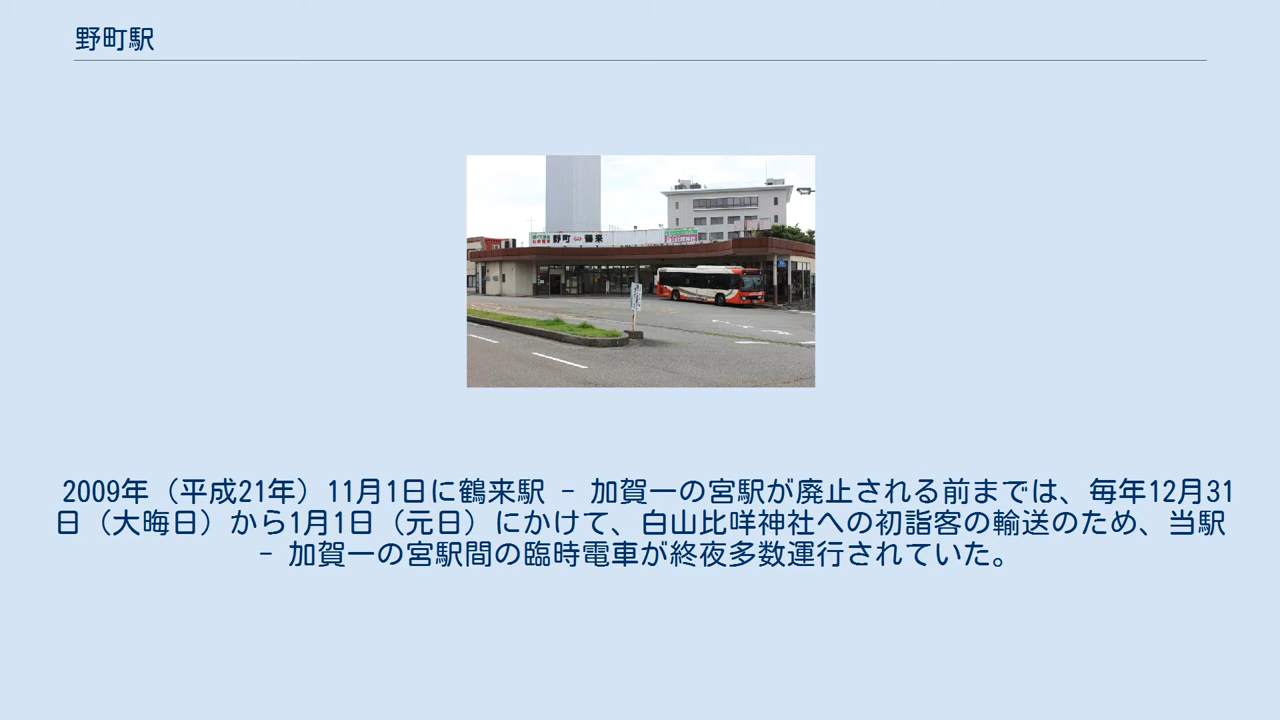 野町駅
野町 ⇔ 鶴来
2009年（平成21年）11月1日に鶴来駅 - 加賀一の宮駅が廃止される前までは、毎年12月31
日（大晦日）から1月1日（元日）にかけて、白山比咩神社への初詣客の輸送のため、当駅
- 加賀一の宮駅間の臨時電車が終夜多数運行されていた。